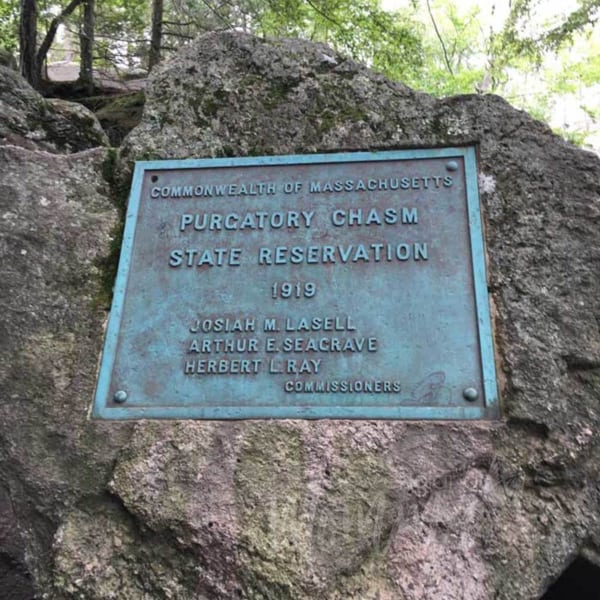 COMMONWEALTH OF MASSACHUSETTS
PURGATORY CHASM
STATE RESERVATION
1919
JOSIAH M. LASELL
ARTHUR E. SEAGRAVE
HERBERT L. RAY
COMMISSIONERS